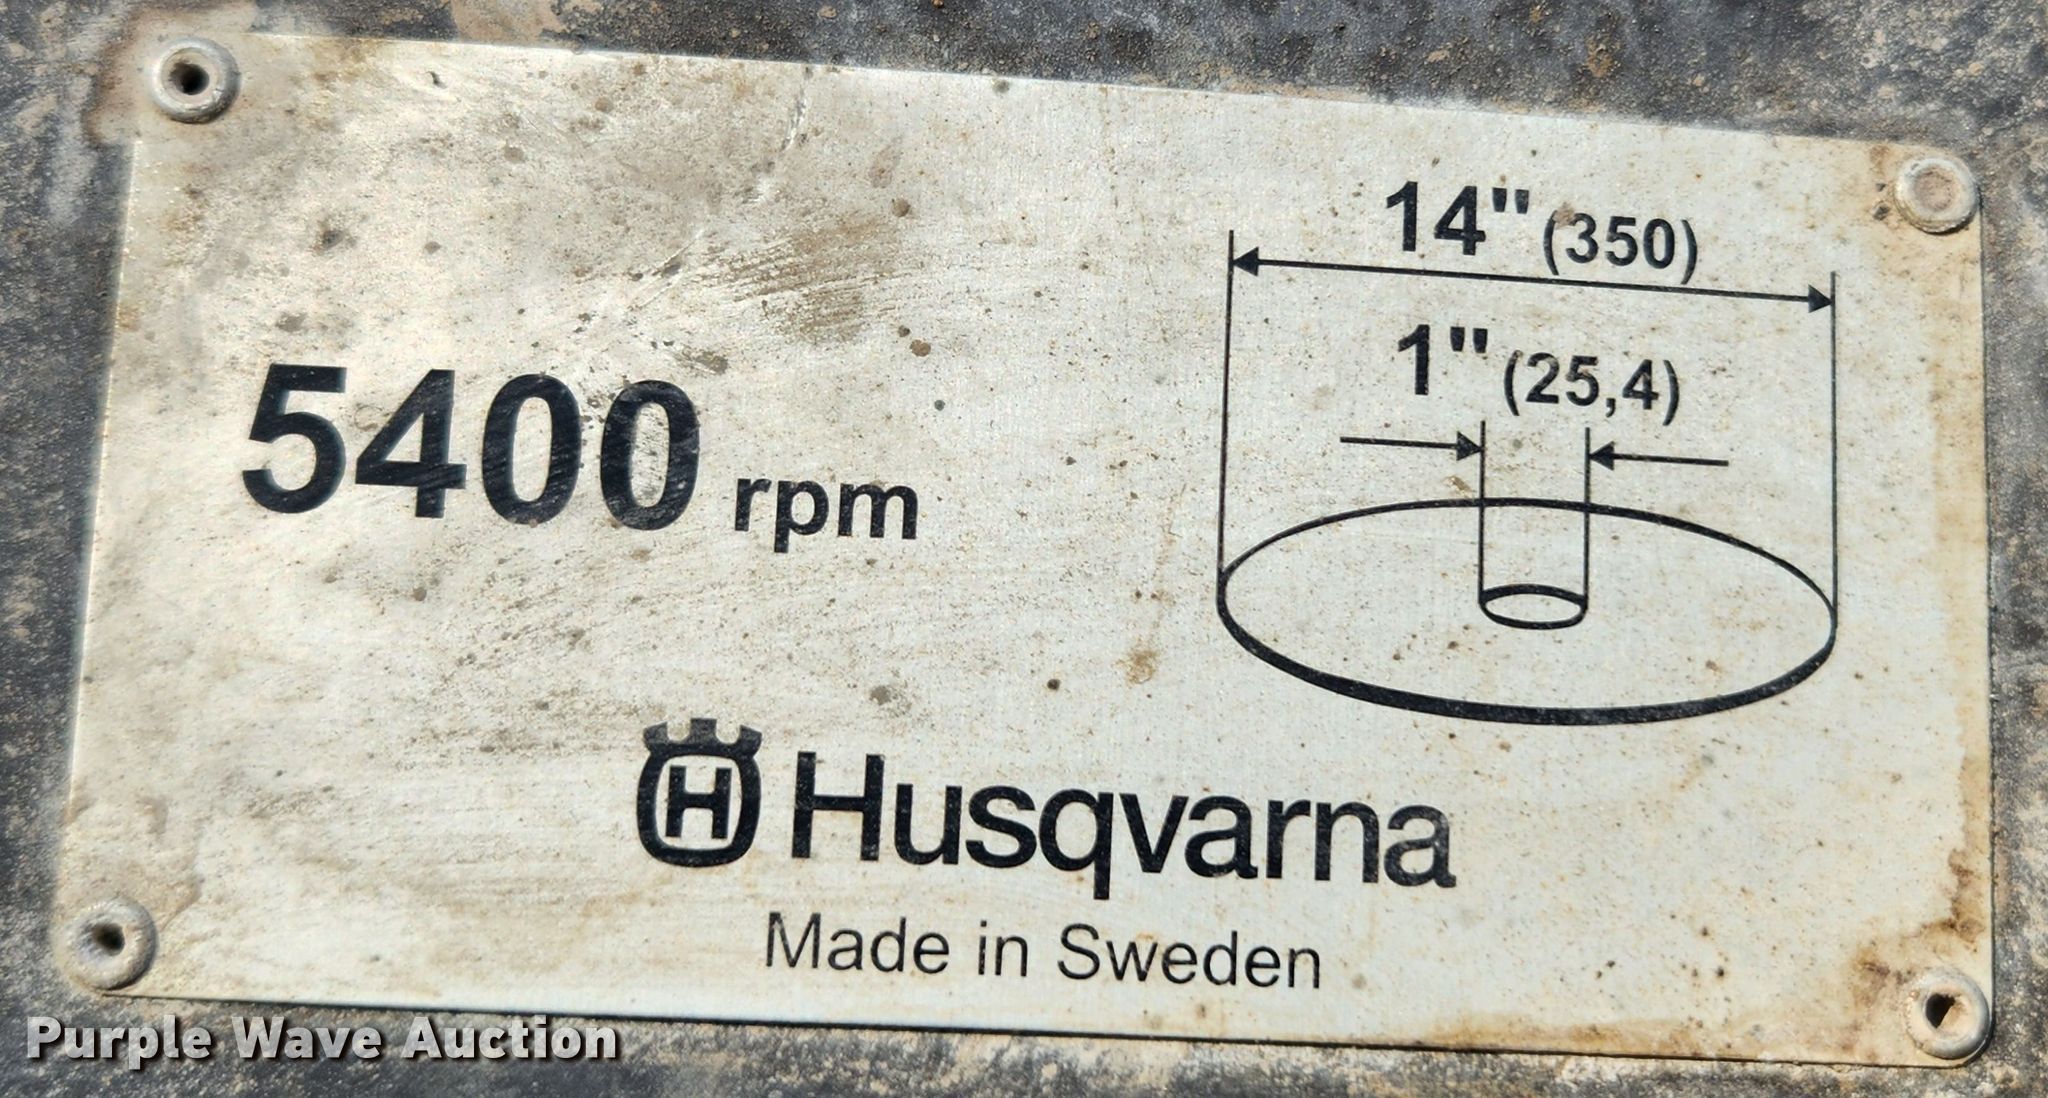 14" (350)
1" (25,4)
5400 rpm
H Husqvarna
Made in Sweden
Purple Wave Auction